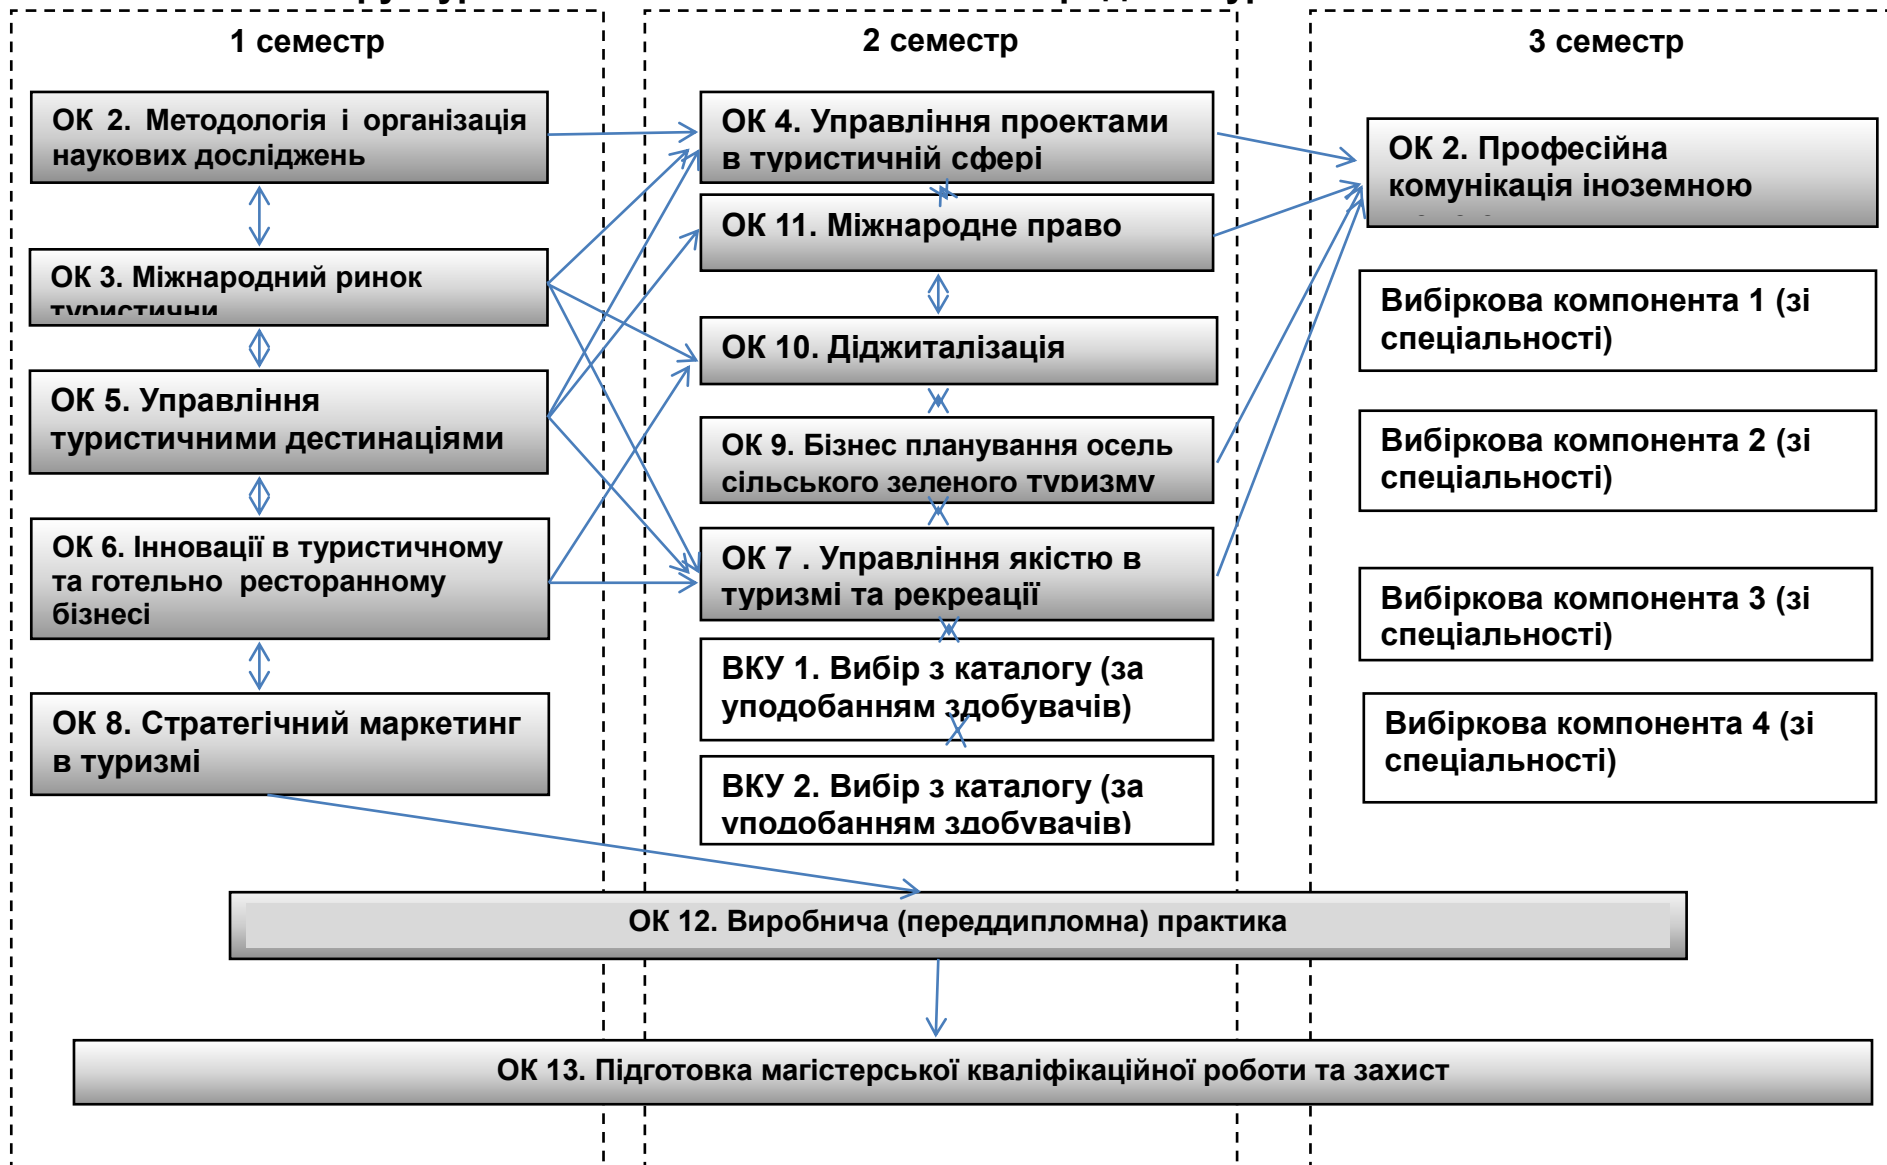 1 семестр
ОК 2. Методологія і організація
наукових досліджень
ОК 3. Міжнародний ринок
туристични
ОК 5. Управління
туристичними дестинаціями
ОК 6. Інновації в туристичному
та готельно ресторанному
бізнесі
ОК 8. Стратегічний маркетинг
в туризмі
2 семестр
ОК 4. Управління проектами
в туристичній сфері
ОК 11. Міжнародне право
ОК 10. Діджиталізація
ОК 9. Бізнес планування осель
сільського зеленого туризму
ОК 7 . Управління якістю в
туризмі та рекреації
ВКУ 1. Вибір з каталогу (за
уподобанням здобувачів)
ВКУ 2. Вибір з каталогу (за
уподобанням здобувачів)
3 семестр
ОК 2. Професійна
комунікація іноземною
Вибіркова компонента 1 (зі
спеціальності)
Вибіркова компонента 2 (зі
спеціальності)
Вибіркова компонента 3 (зі
спеціальності)
Вибіркова компонента 4 (зі
спеціальності)
ОК 12. Виробнича (переддипломна) практика
ОК 13. Підготовка магістерської кваліфікаційної роботи та захист